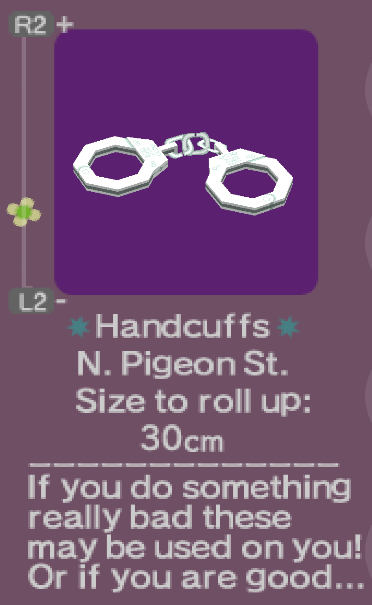 R2 +
L2 -
Handcuffs
N. Pigeon St.
Size to roll up:
30cm
If you do something
really bad these
may be used on you!
Or if you are good...